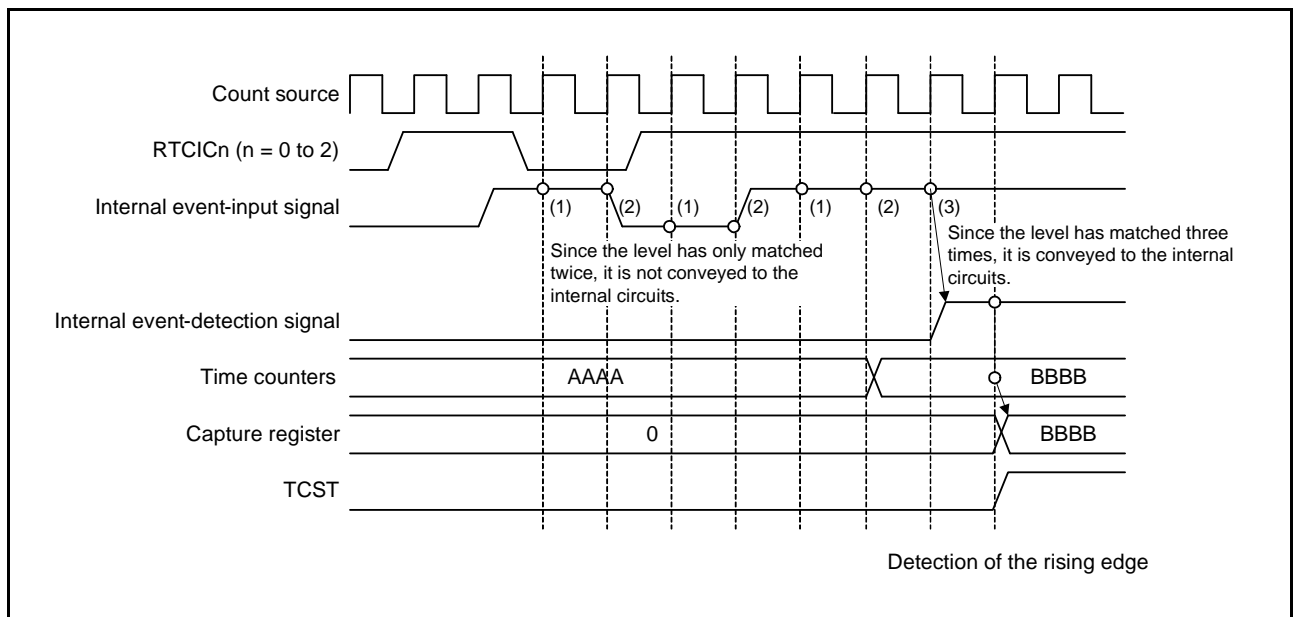 Count source
RTCICn (n = 0 to 2)
Internal event-input signal
(1) (2) (1) (2) (1) (2) (3)
Since the level has only matched
twice, it is not conveyed to the
internal circuits.
Since the level has matched three
times, it is conveyed to the internal
circuits.
Internal event-detection signal
Time counters
AAAA BBBB
Capture register
0 BBBB
TCST
Detection of the rising edge